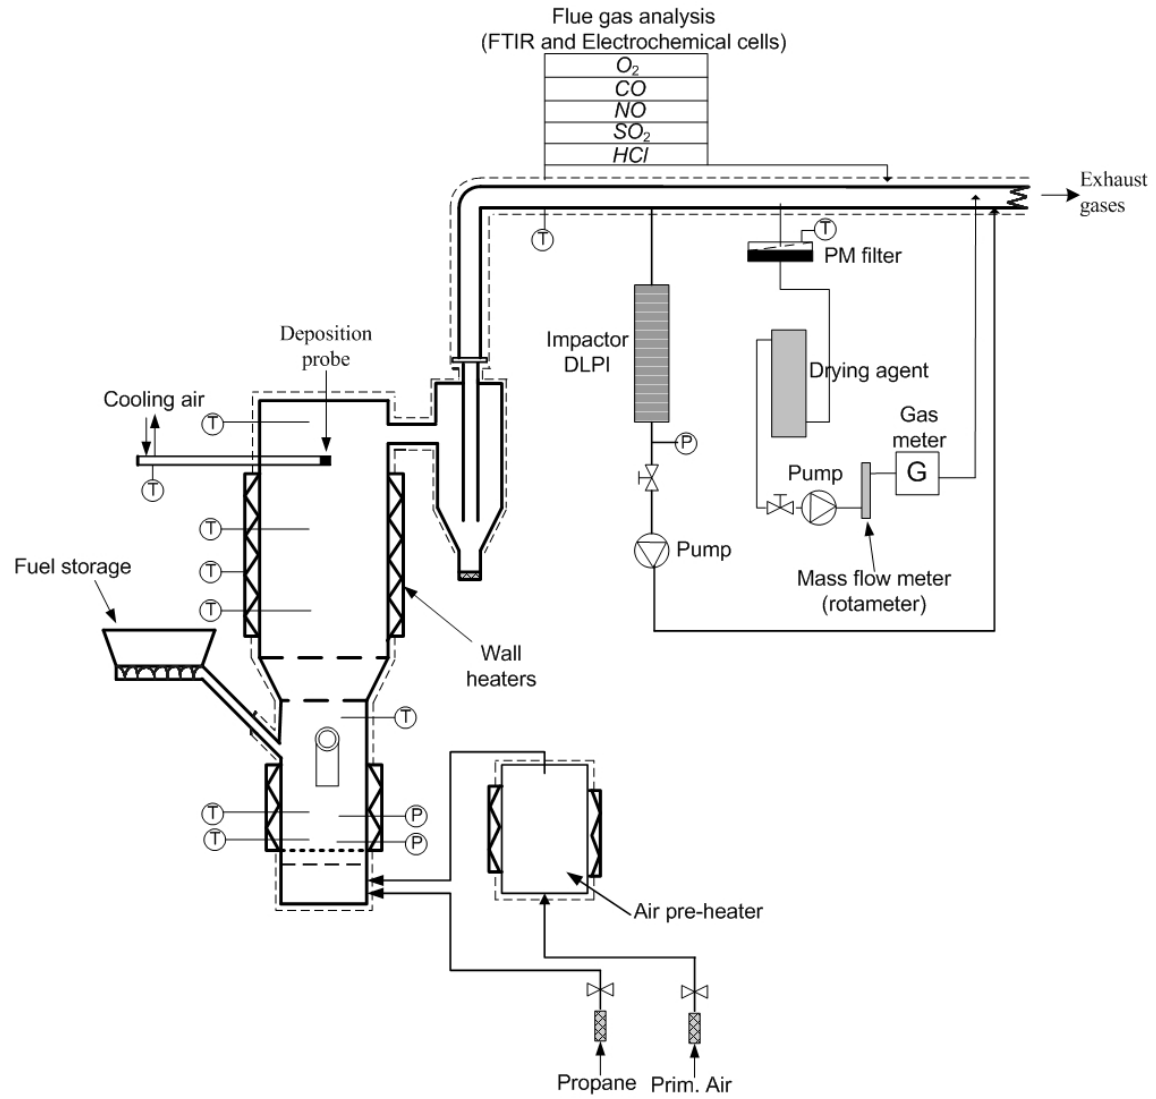 Flue gas analysis
(FTIR and Electrochemical cells)
O₂
CO
NO
SO₂
HCl
Exhaust
gases
T
T
PM filter
Deposition
probe
Impactor
DLPI
Drying agent
Cooling air
T
Gas
meter
P
G
T
Pump
T
Pump
Fuel storage
T
Mass flow meter
(rotameter)
T
Wall
heaters
T
T
P
T
P
Air pre-heater
Propane
Prim. Air